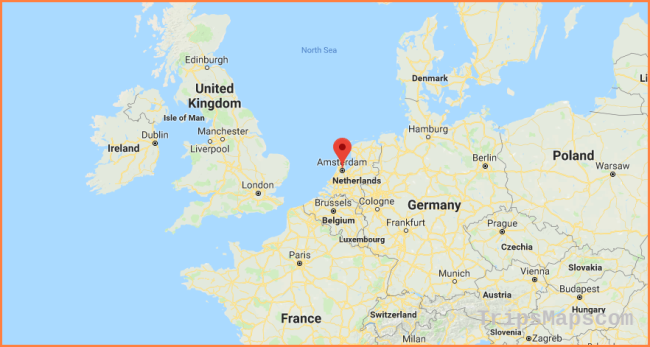 North Sea
Edinburgh
Denmark
United
Kingdom
Isle of Man
Hamburg
Dublin
Manchester
Ireland
Liverpool
Amsterdam
Berlin
Poland
Warsaw
Netherlands
London
Brussels
Cologne
Germany
Belgium
Frankfurt
Prague
Luxembourg
Czechia
Paris
Munich
Vienna
Slovakia
Austria
Budapest
Hungary
France
Switzerland
TripsMapscom
Milan
Slovenia
Zagreb
Li